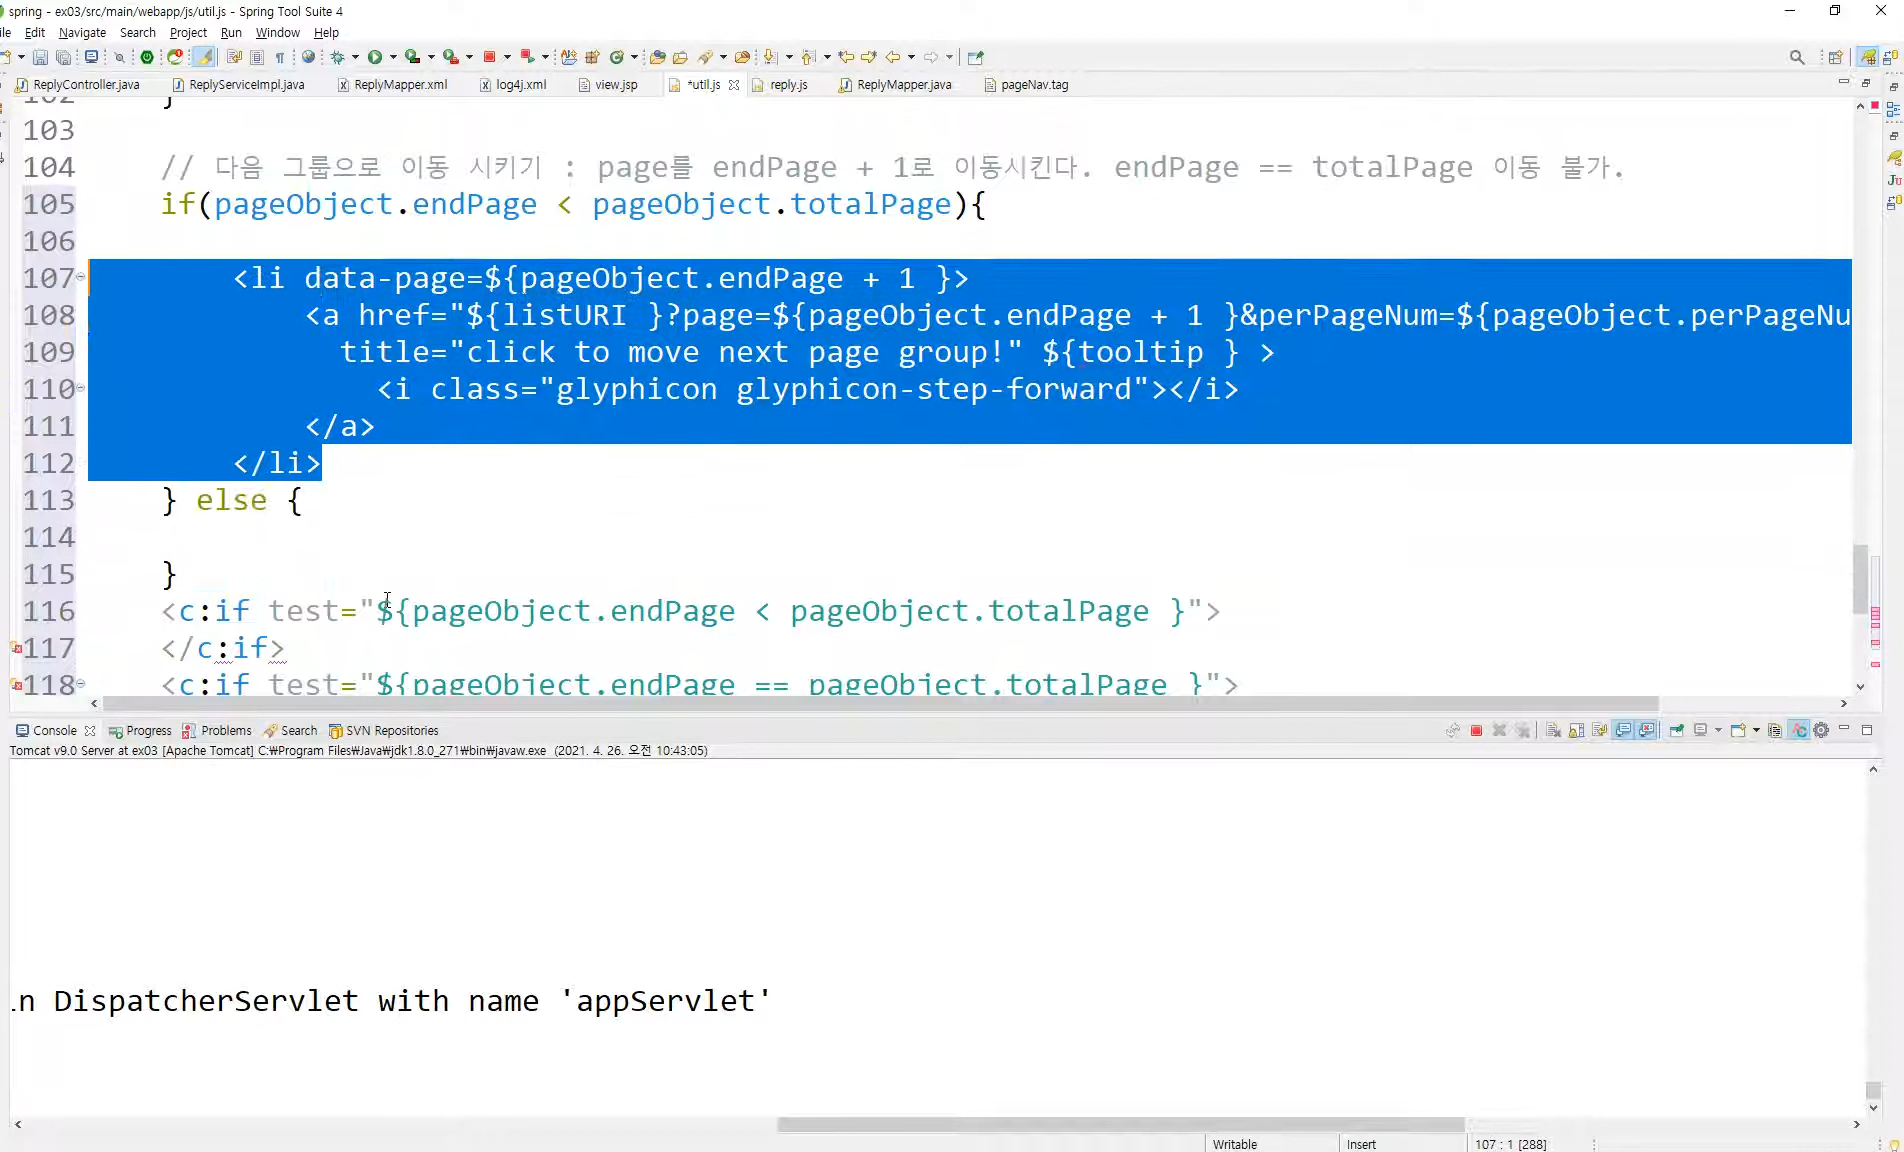 spring - ex03/src/main/webapp/js/util.js - Spring Tool Suite 4
ile Edit Navigate Search Project Run Window Help
ReplyController.java ReplyServiceImpl.java ReplyMapper.xml log4j.xml view.jsp *util.js reply.js ReplyMapper.java pageNav.tag
102 }
103
104 // 다음 그룹으로 이동 시키기 : page를 endPage + 1로 이동시킨다. endPage == totalPage 이동 불가.
105 if(pageObject.endPage < pageObject.totalPage){
106
107 <li data-page=${pageObject.endPage + 1 }>
108 <a href="${listURI }?page=${pageObject.endPage + 1 }&perPageNum=${pageObject.perPageNu
109 title="click to move next page group!" ${tooltip } >
110 <i class="glyphicon glyphicon-step-forward"></i>
111 </a>
112 </li>
113 } else {
114
115 }
116 <c:if test="${pageObject.endPage < pageObject.totalPage }">
117 </c:if>
118 <c:if test="${pageObject.endPage == pageObject.totalPage }">
Console Progress Problems Search SVN Repositories
Tomcat v9.0 Server at ex03 [Apache Tomcat] C:₩Program Files₩Java₩jdk1.8.0_271₩bin₩javaw.exe (2021. 4. 26. 오전 10:43:05)
in DispatcherServlet with name 'appServlet'
Writable Insert 107 : 1 [288]